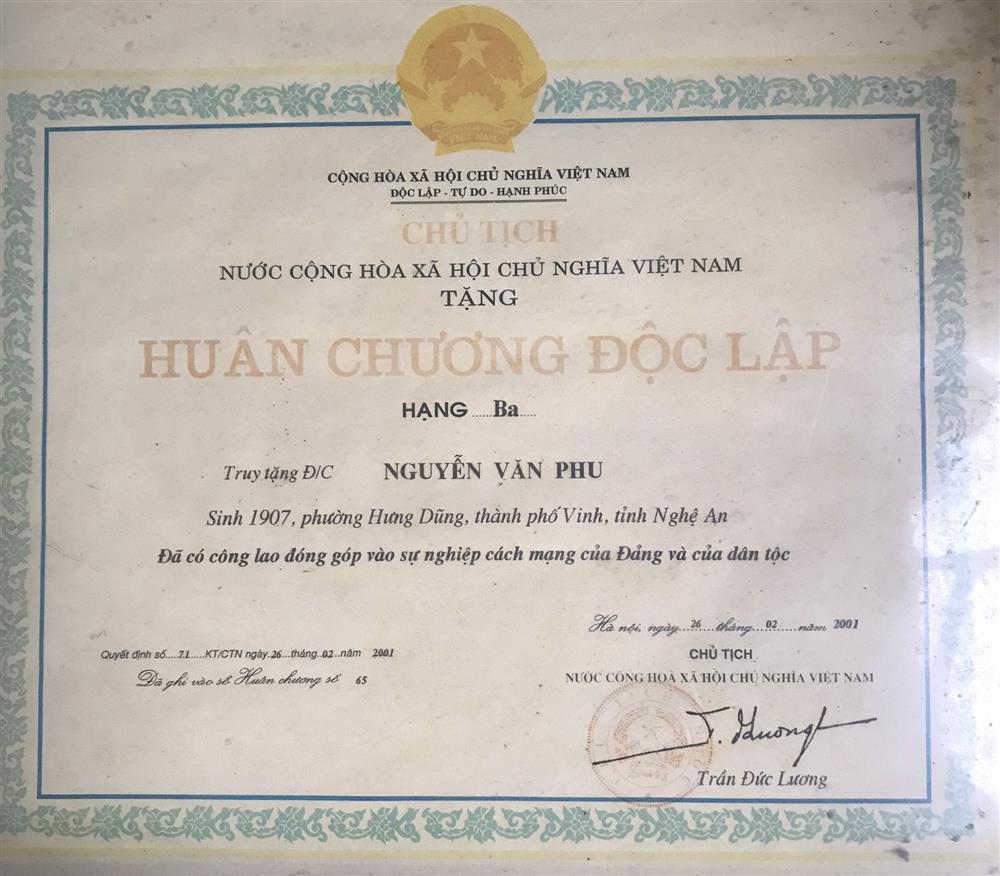 VIỆT NAM
CỘNG HÒA XÃ HỘI CHỦ NGHĨA VIỆT NAM
ĐỘC LẬP - TỰ DO - HẠNH PHÚC
CHỦ TỊCH
NƯỚC CỘNG HÒA XÃ HỘI CHỦ NGHĨA VIỆT NAM
TẶNG
HUÂN CHƯƠNG ĐỘC LẬP
HẠNG ......Ba.....
Truy tặng Đ/C NGUYỄN VĂN PHU
Sinh 1907, phường Hưng Dũng, thành phố Vinh, tỉnh Nghệ An
Đã có công lao đóng góp vào sự nghiệp cách mạng của Đảng và của dân tộc
Hà nội, ngày...26...tháng...02.....năm 2001
Quyết định số...71...KT/CTN ngày.26...tháng..02..năm 2001
Đã ghi vào sổ Huân chương số 65
CHỦ TỊCH
NƯỚC CỘNG HOÀ XÃ HỘI CHỦ NGHĨA VIỆT NAM
Trần Đức Lương